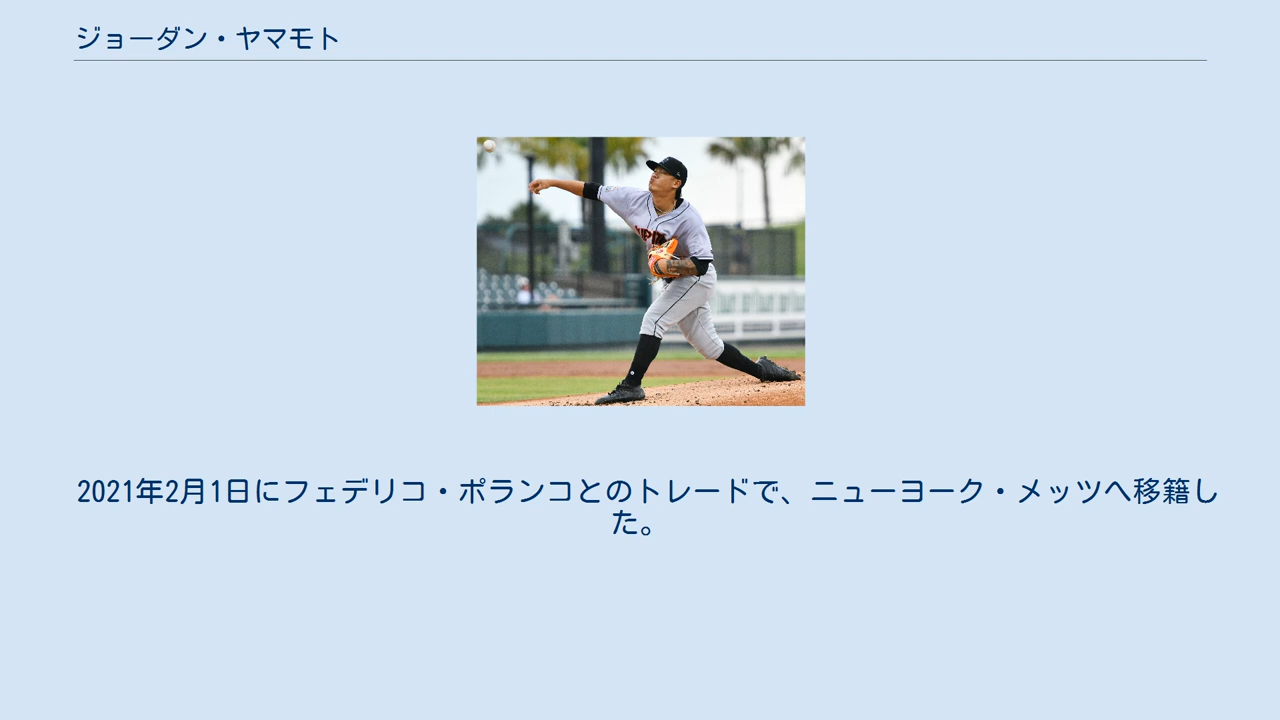 ジョーダン・ヤマモト
2021年2月1日にフェデリコ・ポランコとのトレードで、ニューヨーク・メッツへ移籍し
た。